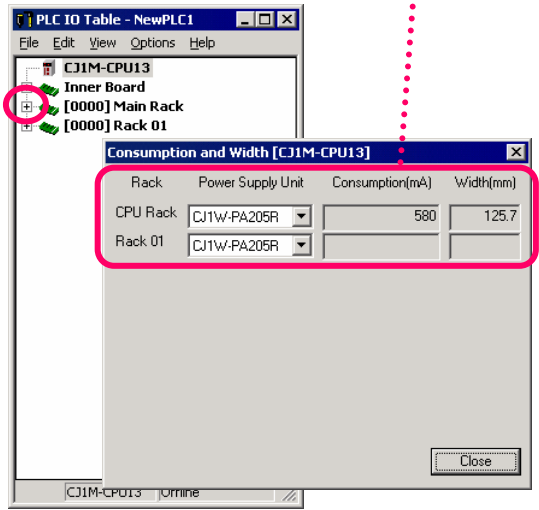 PLC IO Table - NewPLC1
File Edit View Options Help
CJ1M-CPU13
Inner Board
[0000] Main Rack
[0000] Rack 01
Consumption and Width [CJ1M-CPU13]
Rack Power Supply Unit Consumption(mA) Width(mm)
CPU Rack CJ1W-PA205R 580 125.7
Rack 01 CJ1W-PA205R
Close
CJ1M-CPU13 Offline